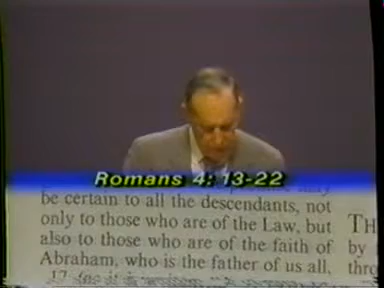 Romans 4:13-22
be certain to all the descendants, not
only to those who are of the Law, but TH
also to those who are of the faith of by
Abraham, who is the father of us all, thro
17